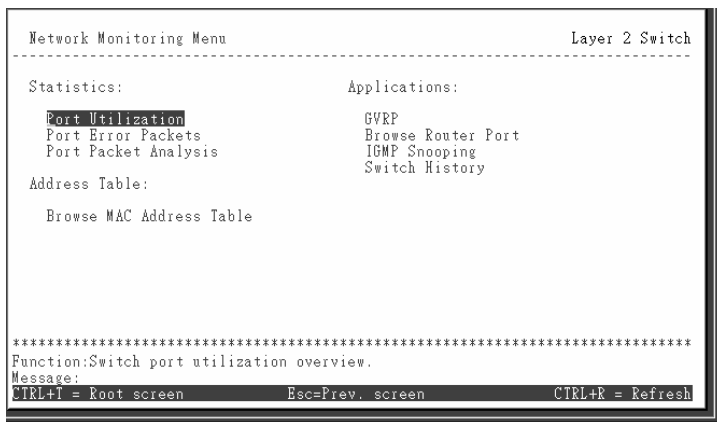 Network Monitoring Menu Layer 2 Switch
--------------------------------------------------------------------------------
Statistics: Applications:
Port Utilization GVRP
Port Error Packets Browse Router Port
Port Packet Analysis IGMP Snooping
Switch History
Address Table:
Browse MAC Address Table
********************************************************************************
Function:Switch port utilization overview.
Message:
CTRL+T = Root screen Esc=Prev. screen CTRL+R = Refresh